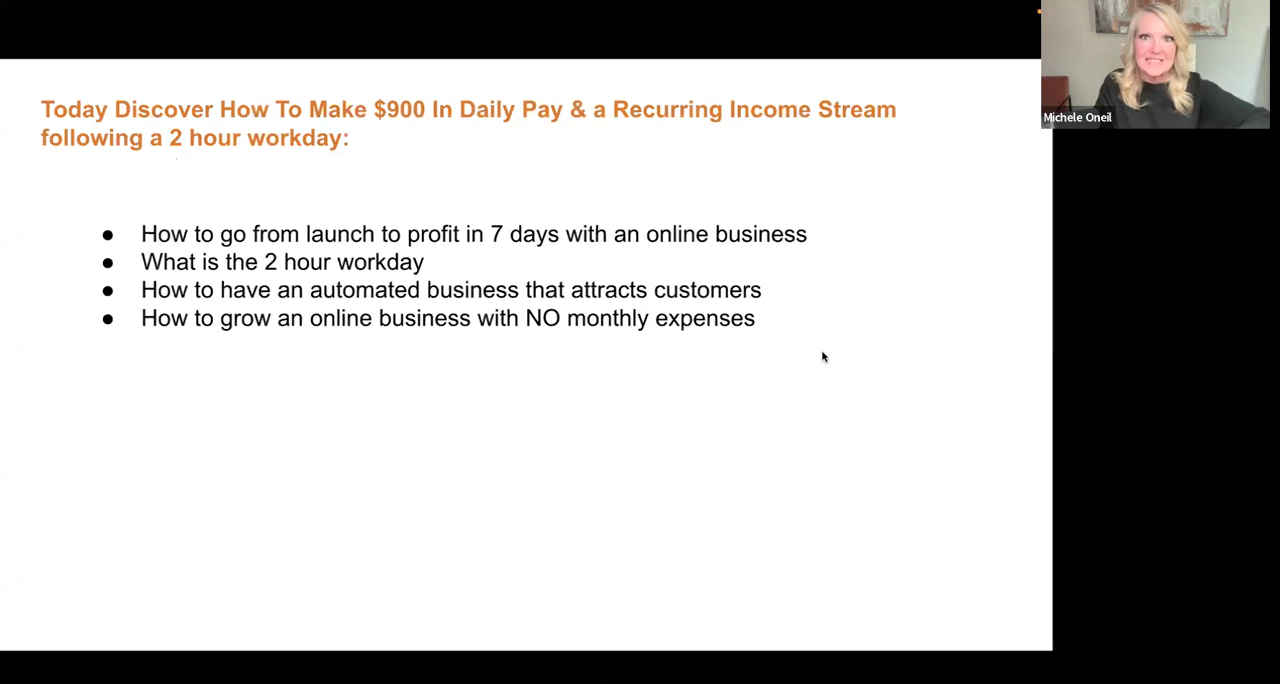 Today Discover How To Make $900 In Daily Pay & a Recurring Income Stream
following a 2 hour workday:
● How to go from launch to profit in 7 days with an online business
● What is the 2 hour workday
● How to have an automated business that attracts customers
● How to grow an online business with NO monthly expenses
Michele Oneil